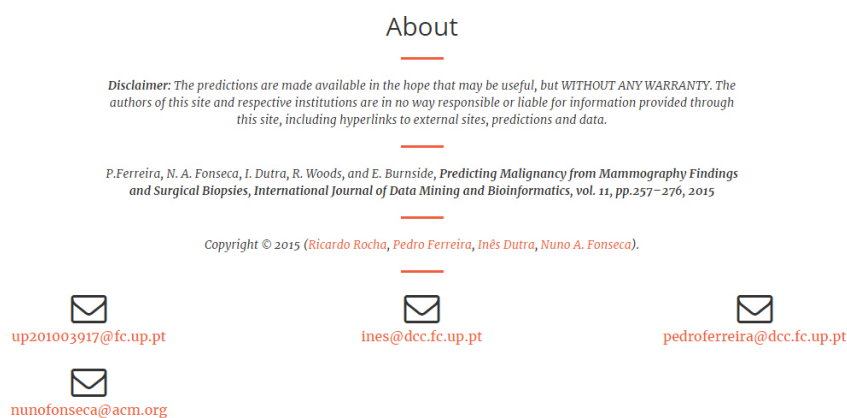 About
Disclaimer: The predictions are made available in the hope that may be useful, but WITHOUT ANY WARRANTY. The
authors of this site and respective institutions are in no way responsible or liable for information provided through
this site, including hyperlinks to external sites, predictions and data.
P.Ferreira, N. A. Fonseca, I. Dutra, R. Woods, and E. Burnside, Predicting Malignancy from Mammography Findings
and Surgical Biopsies, International Journal of Data Mining and Bioinformatics, vol. 11, pp.257–276, 2015
Copyright © 2015 (Ricardo Rocha, Pedro Ferreira, Inês Dutra, Nuno A. Fonseca).
up201003917@fc.up.pt
ines@dcc.fc.up.pt
pedroferreira@dcc.fc.up.pt
nunofonseca@acm.org